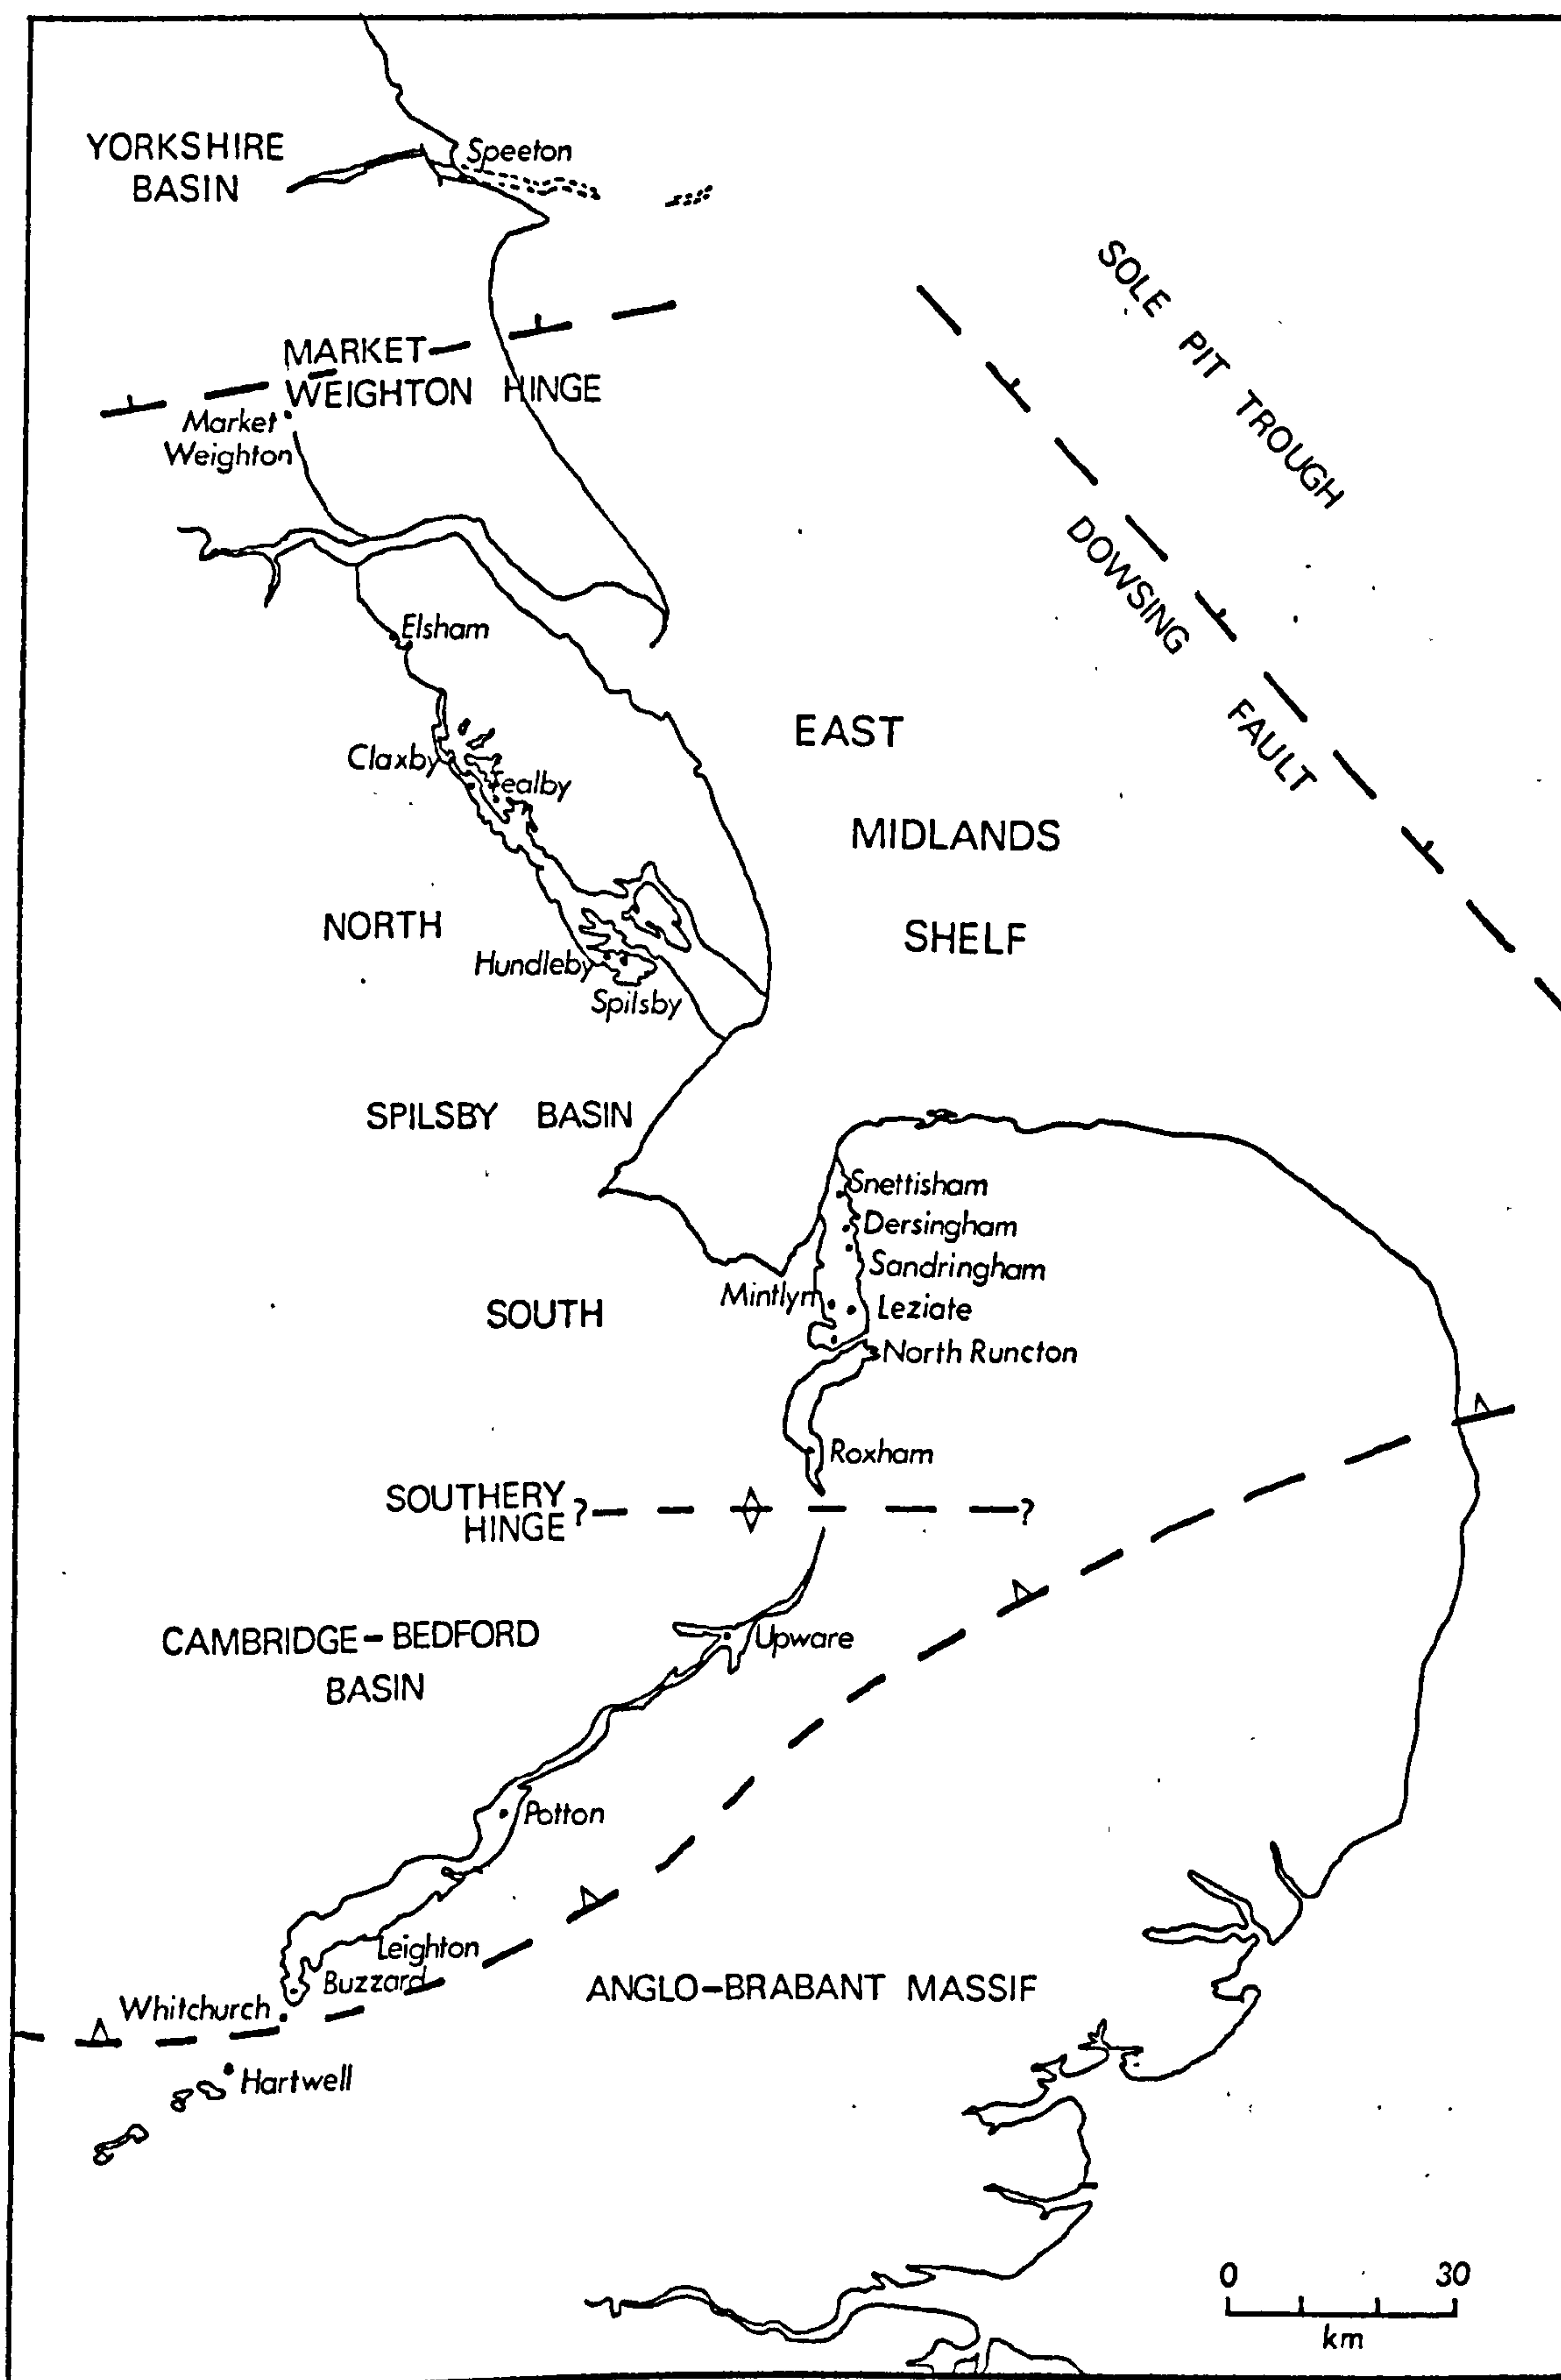 YORKSHIRE
BASIN
Speeton
SOLE PIT TROUGH
MARKET
WEIGHTON HINGE
Market
Weighton
DOWSING FAULT
Elsham
EAST
Claxby
Tealby
MIDLANDS
NORTH
SHELF
Hundleby
Spilsby
SPILSBY BASIN
Snettisham
Dersingham
Sandringham
Mintlyn
Leziate
SOUTH
North Runcton
Roxham
SOUTHERY
HINGE
? ?
CAMBRIDGE-BEDFORD
BASIN
Upware
Potton
Leighton
Buzzard
ANGLO-BRABANT MASSIF
Whitchurch
Hartwell
0 30
km